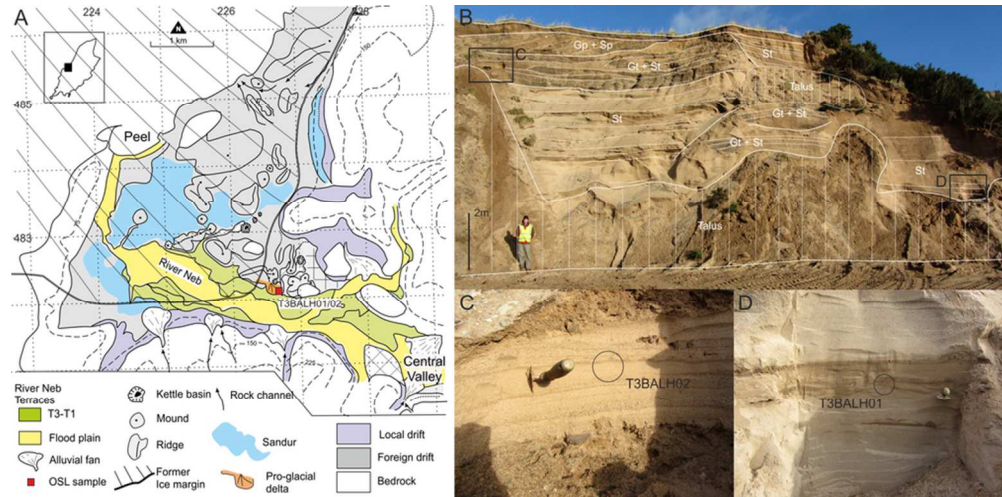 A
224
226
228
N
1 km
150
485
Peel
483
River Neb
T3BALH01/02
150
225
Central
Valley
River Neb
Terraces
T3-T1
Flood plain
Alluvial fan
OSL sample
Kettle basin
Mound
Ridge
Former
Ice margin
Rock channel
Sandur
Pro-glacial
delta
Local drift
Foreign drift
Bedrock
B
C
Gp + Sp
Gt + St
St
St
Talus
Gt + St
Gt + St
St
D
2m
Talus
C
T3BALH02
D
T3BALH01